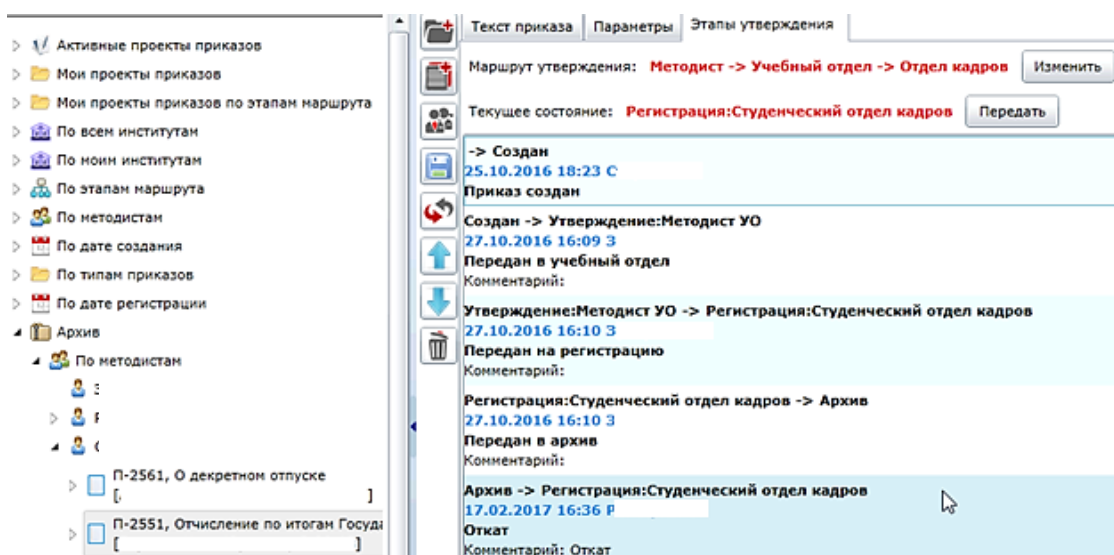 Активные проекты приказов
Мои проекты приказов
Мои проекты приказов по этапам маршрута
По всем институтам
По моим институтам
По этапам маршрута
По методистам
По дате создания
По типам приказов
По дате регистрации
Архив
По методистам
П-2561, О декретном отпуске
[. ]
П-2551, Отчисление по итогам Госуда
[ ]
Текст приказа Параметры Этапы утверждения
Маршрут утверждения: Методист -> Учебный отдел -> Отдел кадров Изменить
Текущее состояние: Регистрация:Студенческий отдел кадров Передать
-> Создан
25.10.2016 18:23 С
Приказ создан
Создан -> Утверждение:Методист УО
27.10.2016 16:09 З
Передан в учебный отдел
Комментарий:
Утверждение:Методист УО -> Регистрация:Студенческий отдел кадров
27.10.2016 16:10 З
Передан на регистрацию
Комментарий:
Регистрация:Студенческий отдел кадров -> Архив
27.10.2016 16:10 З
Передан в архив
Комментарий:
Архив -> Регистрация:Студенческий отдел кадров
17.02.2017 16:36 Р
Откат
Комментарий: Откат